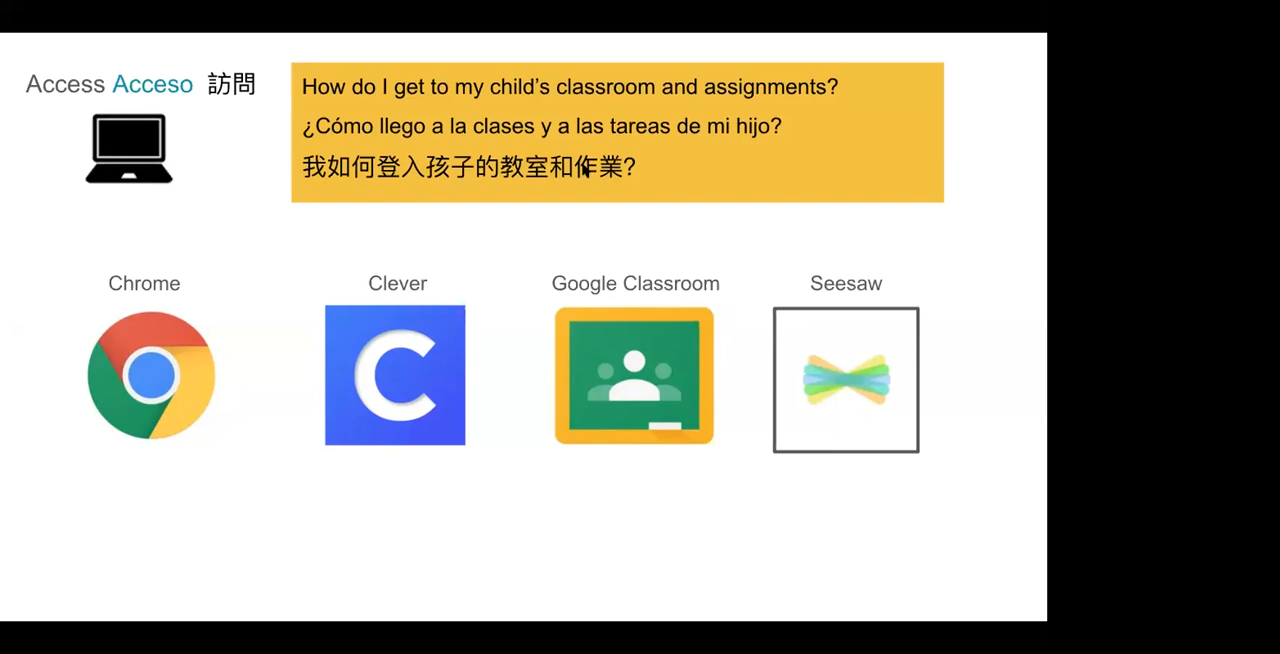 Access Acceso 訪問
How do I get to my child's classroom and assignments?
¿Cómo llego a la clases y a las tareas de mi hijo?
我如何登入孩子的教室和作業?
Chrome
Clever
Google Classroom
Seesaw